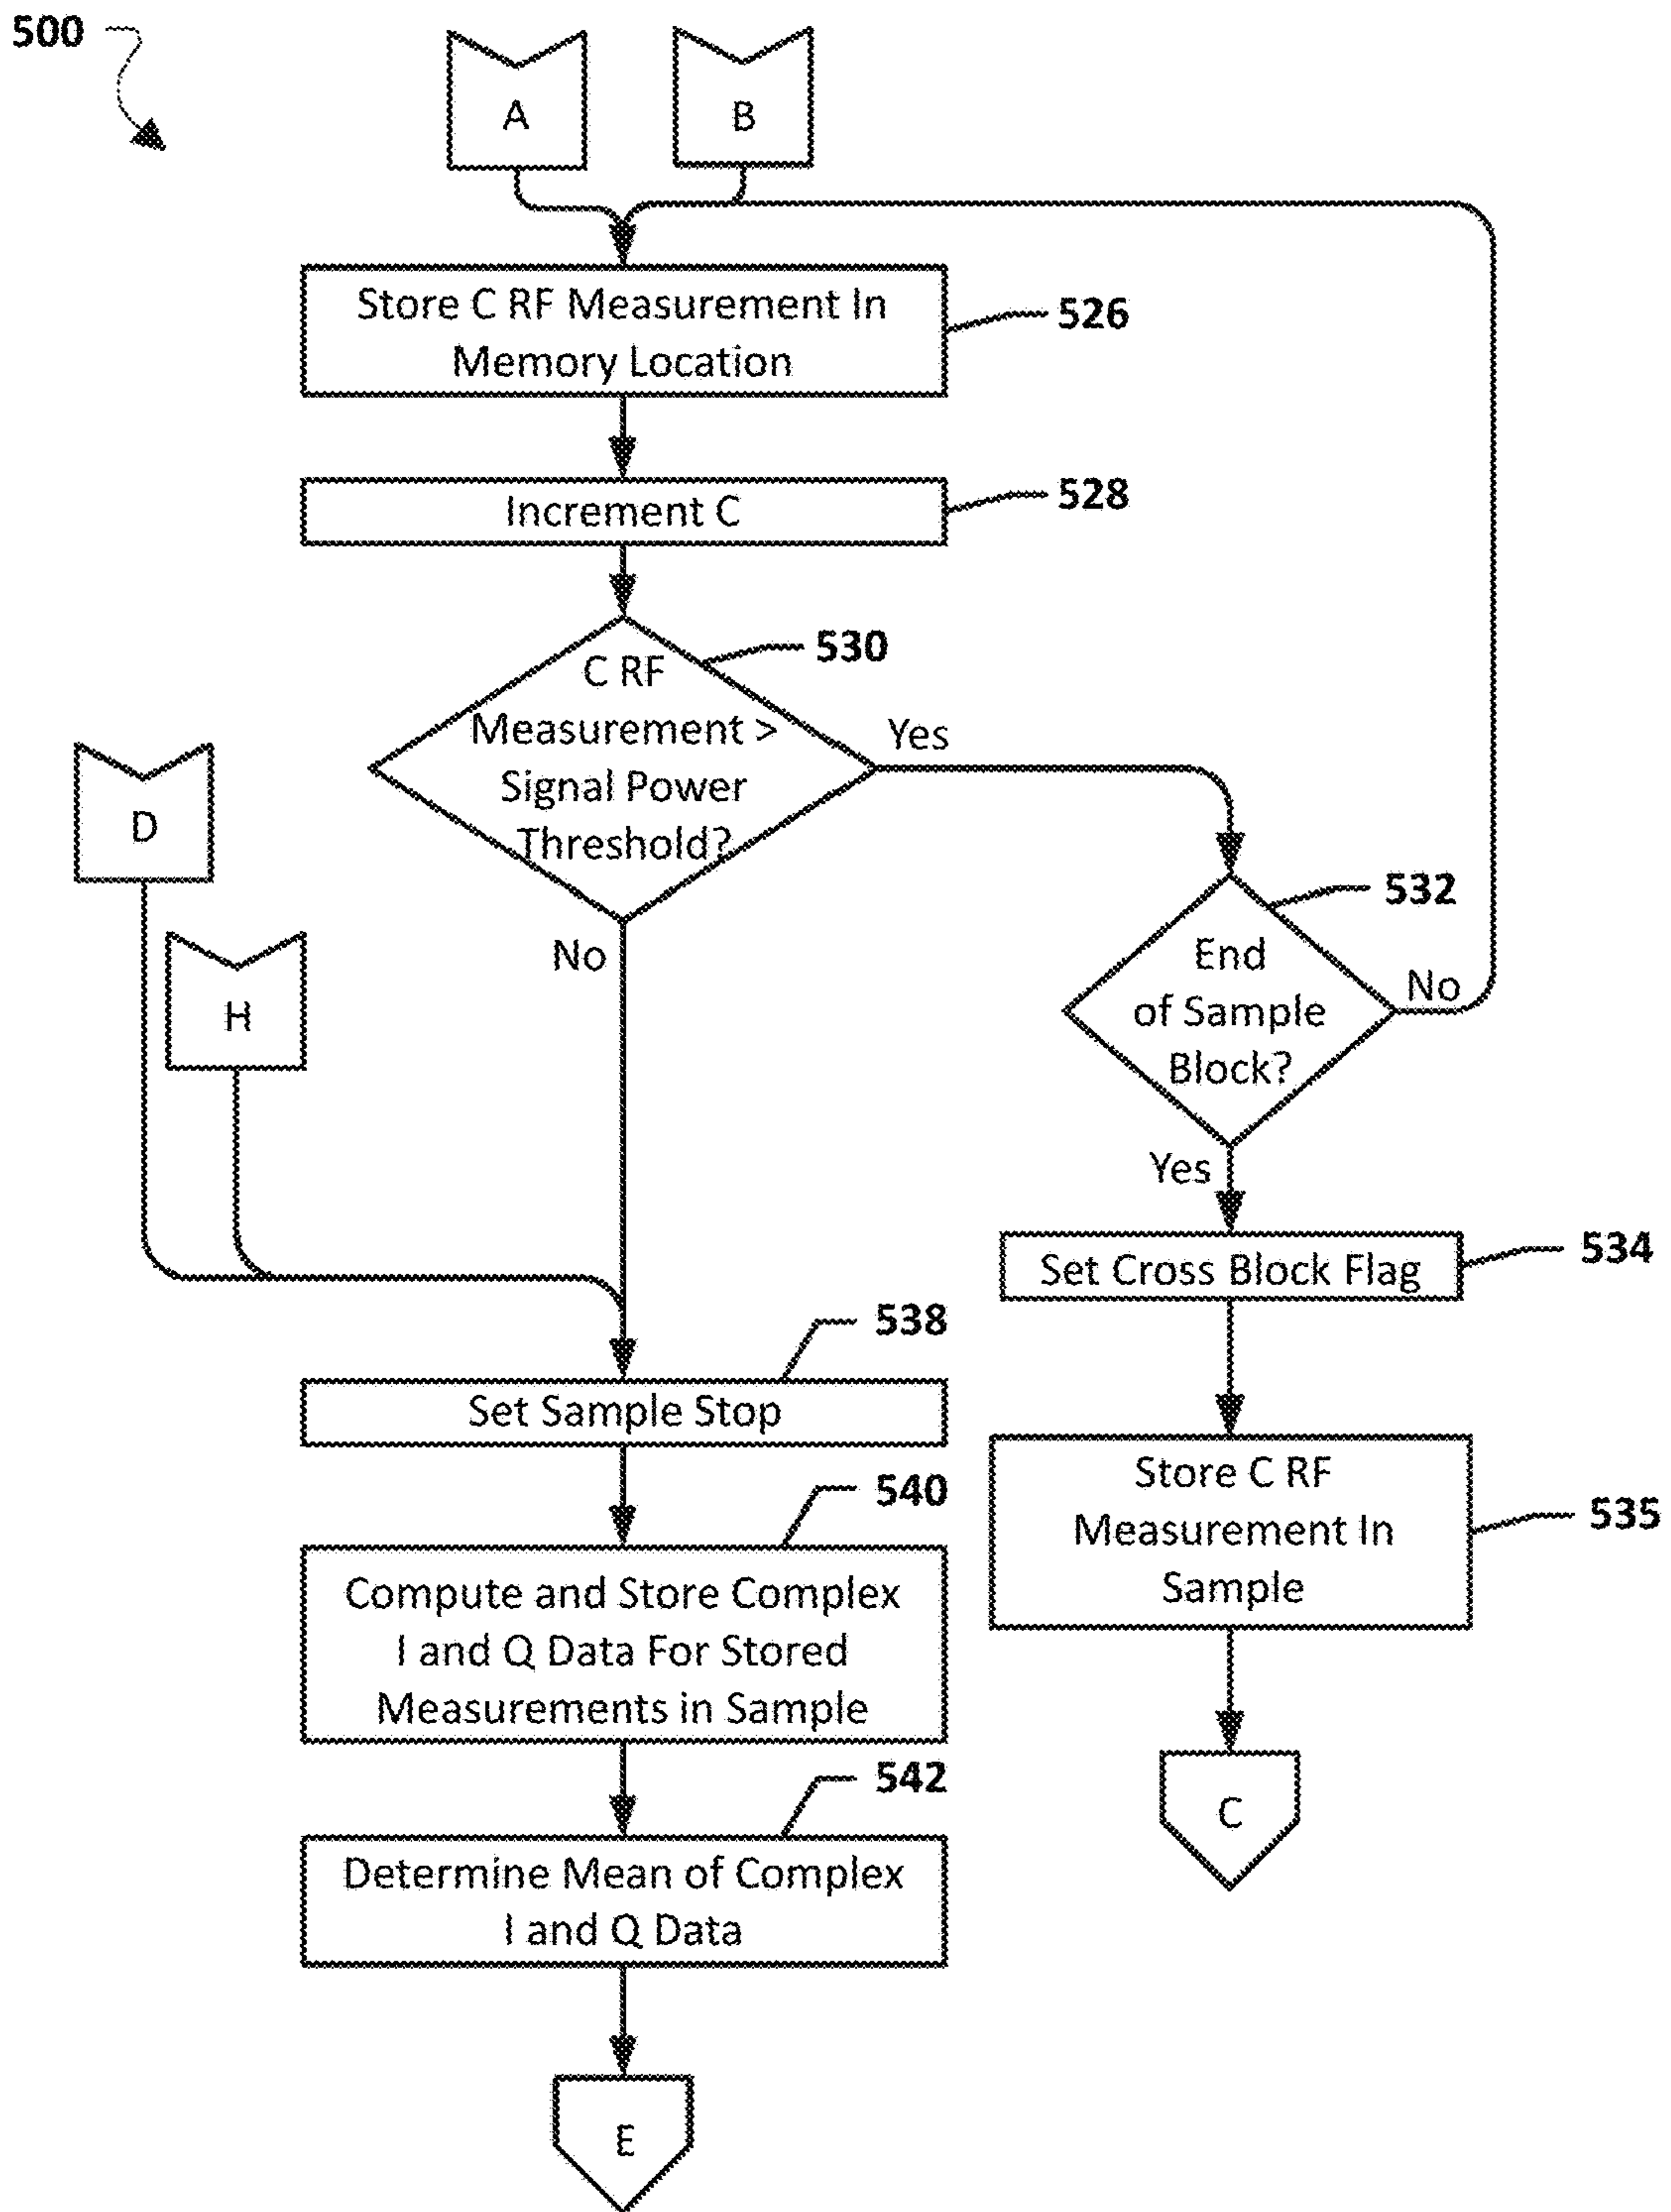 500
A
B
Store C RF Measurement In
Memory Location
526
Increment C
528
C RF
Measurement >
Signal Power
Threshold?
530
Yes
No
D
H
End
of Sample
Block?
532
No
Yes
Set Cross Block Flag
534
Set Sample Stop
538
Store C RF
Measurement In
Sample
535
Compute and Store Complex
I and Q Data For Stored
Measurements in Sample
540
C
Determine Mean of Complex
I and Q Data
542
E